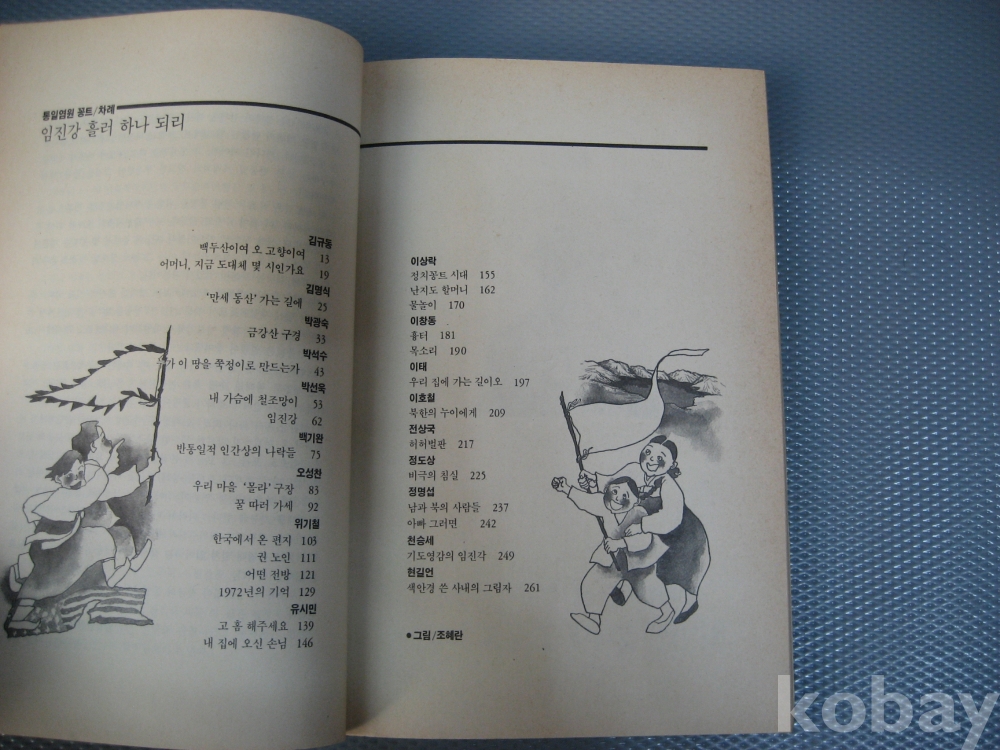 통일염원 꽁트/차례
임진강 흘러 하나 되리
김규동
백두산이여 오 고향이여 13
어머니, 지금 도대체 몇 시인가요 19
김명식
‘만세 동산’ 가는 길에 25
박광숙
금강산 구경 33
박석수
가 이 땅을 쭉정이로 만드는가 43
박선욱
내 가슴에 철조망이 53
임진강 62
백기완
반통일적 인간상의 나락들 75
오성찬
우리 마을 ‘몰라’ 구장 83
꿀 따러 가세 92
위기철
한국에서 온 편지 103
권 노인 111
어떤 전방 121
1972년의 기억 129
유시민
고 홈 해주세요 139
내 집에 오신 손님 146
이상락
정치꽁트 시대 155
난지도 할머니 162
물놀이 170
이창동
흉터 181
목소리 190
이태
우리 집에 가는 길이오 197
이호철
북한의 누이에게 209
전상국
허허벌판 217
정도상
비극의 침실 225
정명섭
남과 북의 사람들 237
아빠 그러면 242
천승세
기도영감의 임진각 249
현길언
색안경 쓴 사내의 그림자 261
● 그림/조혜란
kobay